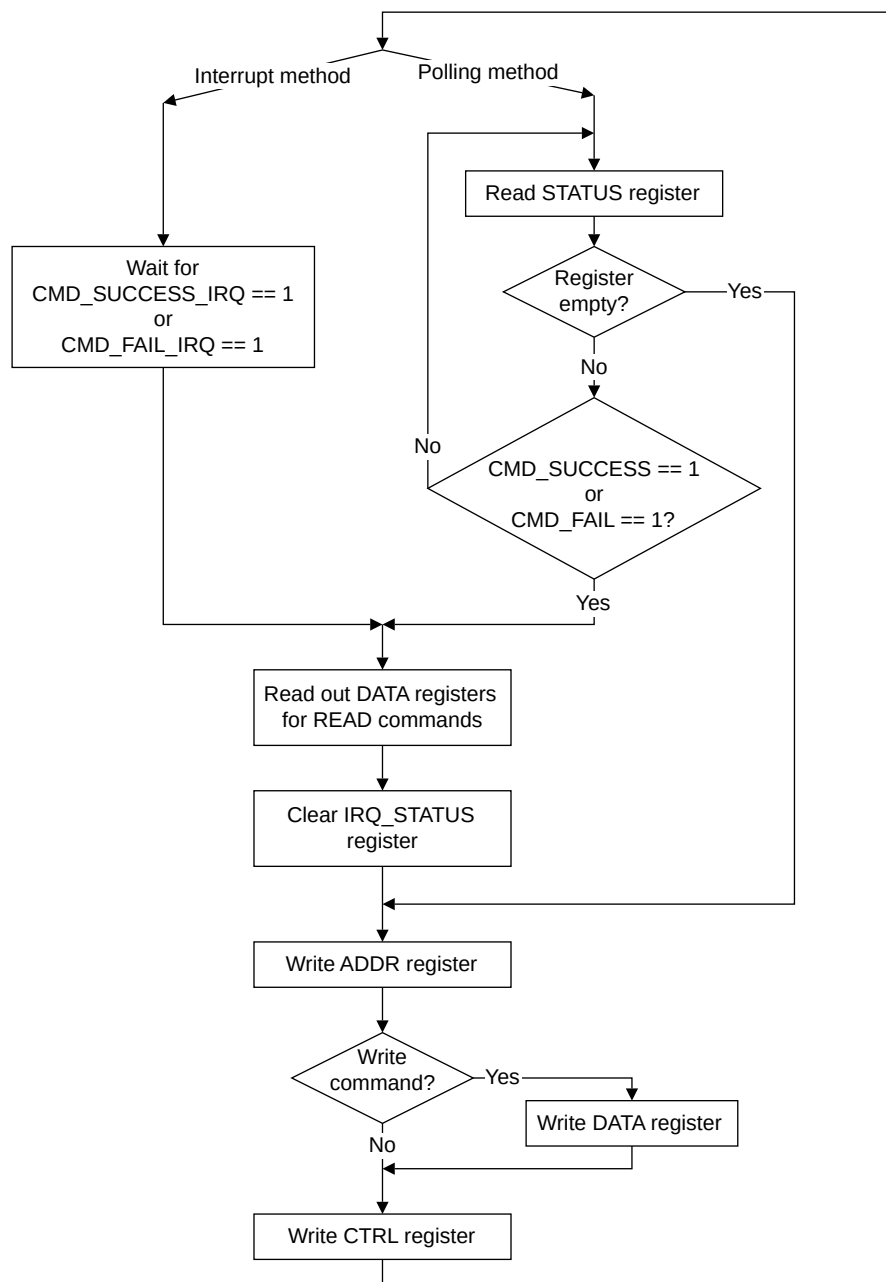 Interrupt method
Polling method
Read STATUS register
Wait for
CMD_SUCCESS_IRQ == 1
or
CMD_FAIL_IRQ == 1
Register
empty?
Yes
No
No
CMD_SUCCESS == 1
or
CMD_FAIL == 1?
Yes
Read out DATA registers
for READ commands
Clear IRQ_STATUS
register
Write ADDR register
Write
command?
Yes
Write DATA register
No
Write CTRL register